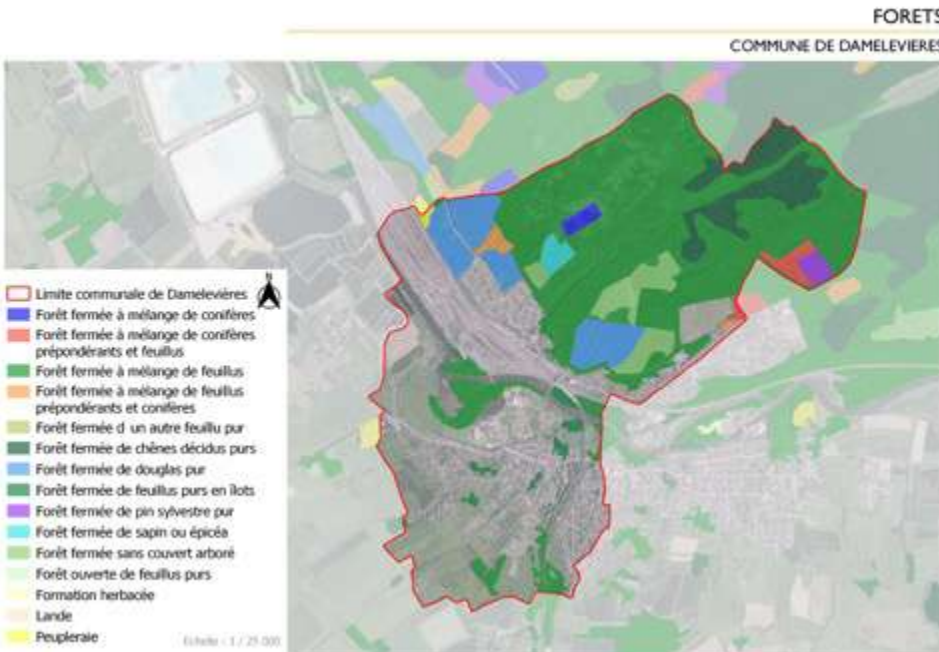 FORETS
COMMUNE DE DAMELEVIERES
N
Limite communale de Damelevières
Forêt fermée à mélange de conifères
Forêt fermée à mélange de conifères
prépondérants et feuillus
Forêt fermée à mélange de feuillus
Forêt fermée à mélange de feuillus
prépondérants et conifères
Forêt fermée d un autre feuillu pur
Forêt fermée de chênes décidus purs
Forêt fermée de douglas pur
Forêt fermée de feuillus purs en îlots
Forêt fermée de pin sylvestre pur
Forêt fermée de sapin ou épicéa
Forêt fermée sans couvert arboré
Forêt ouverte de feuillus purs
Formation herbacée
Lande
Peupleraie
Echelle : 1 / 25 000